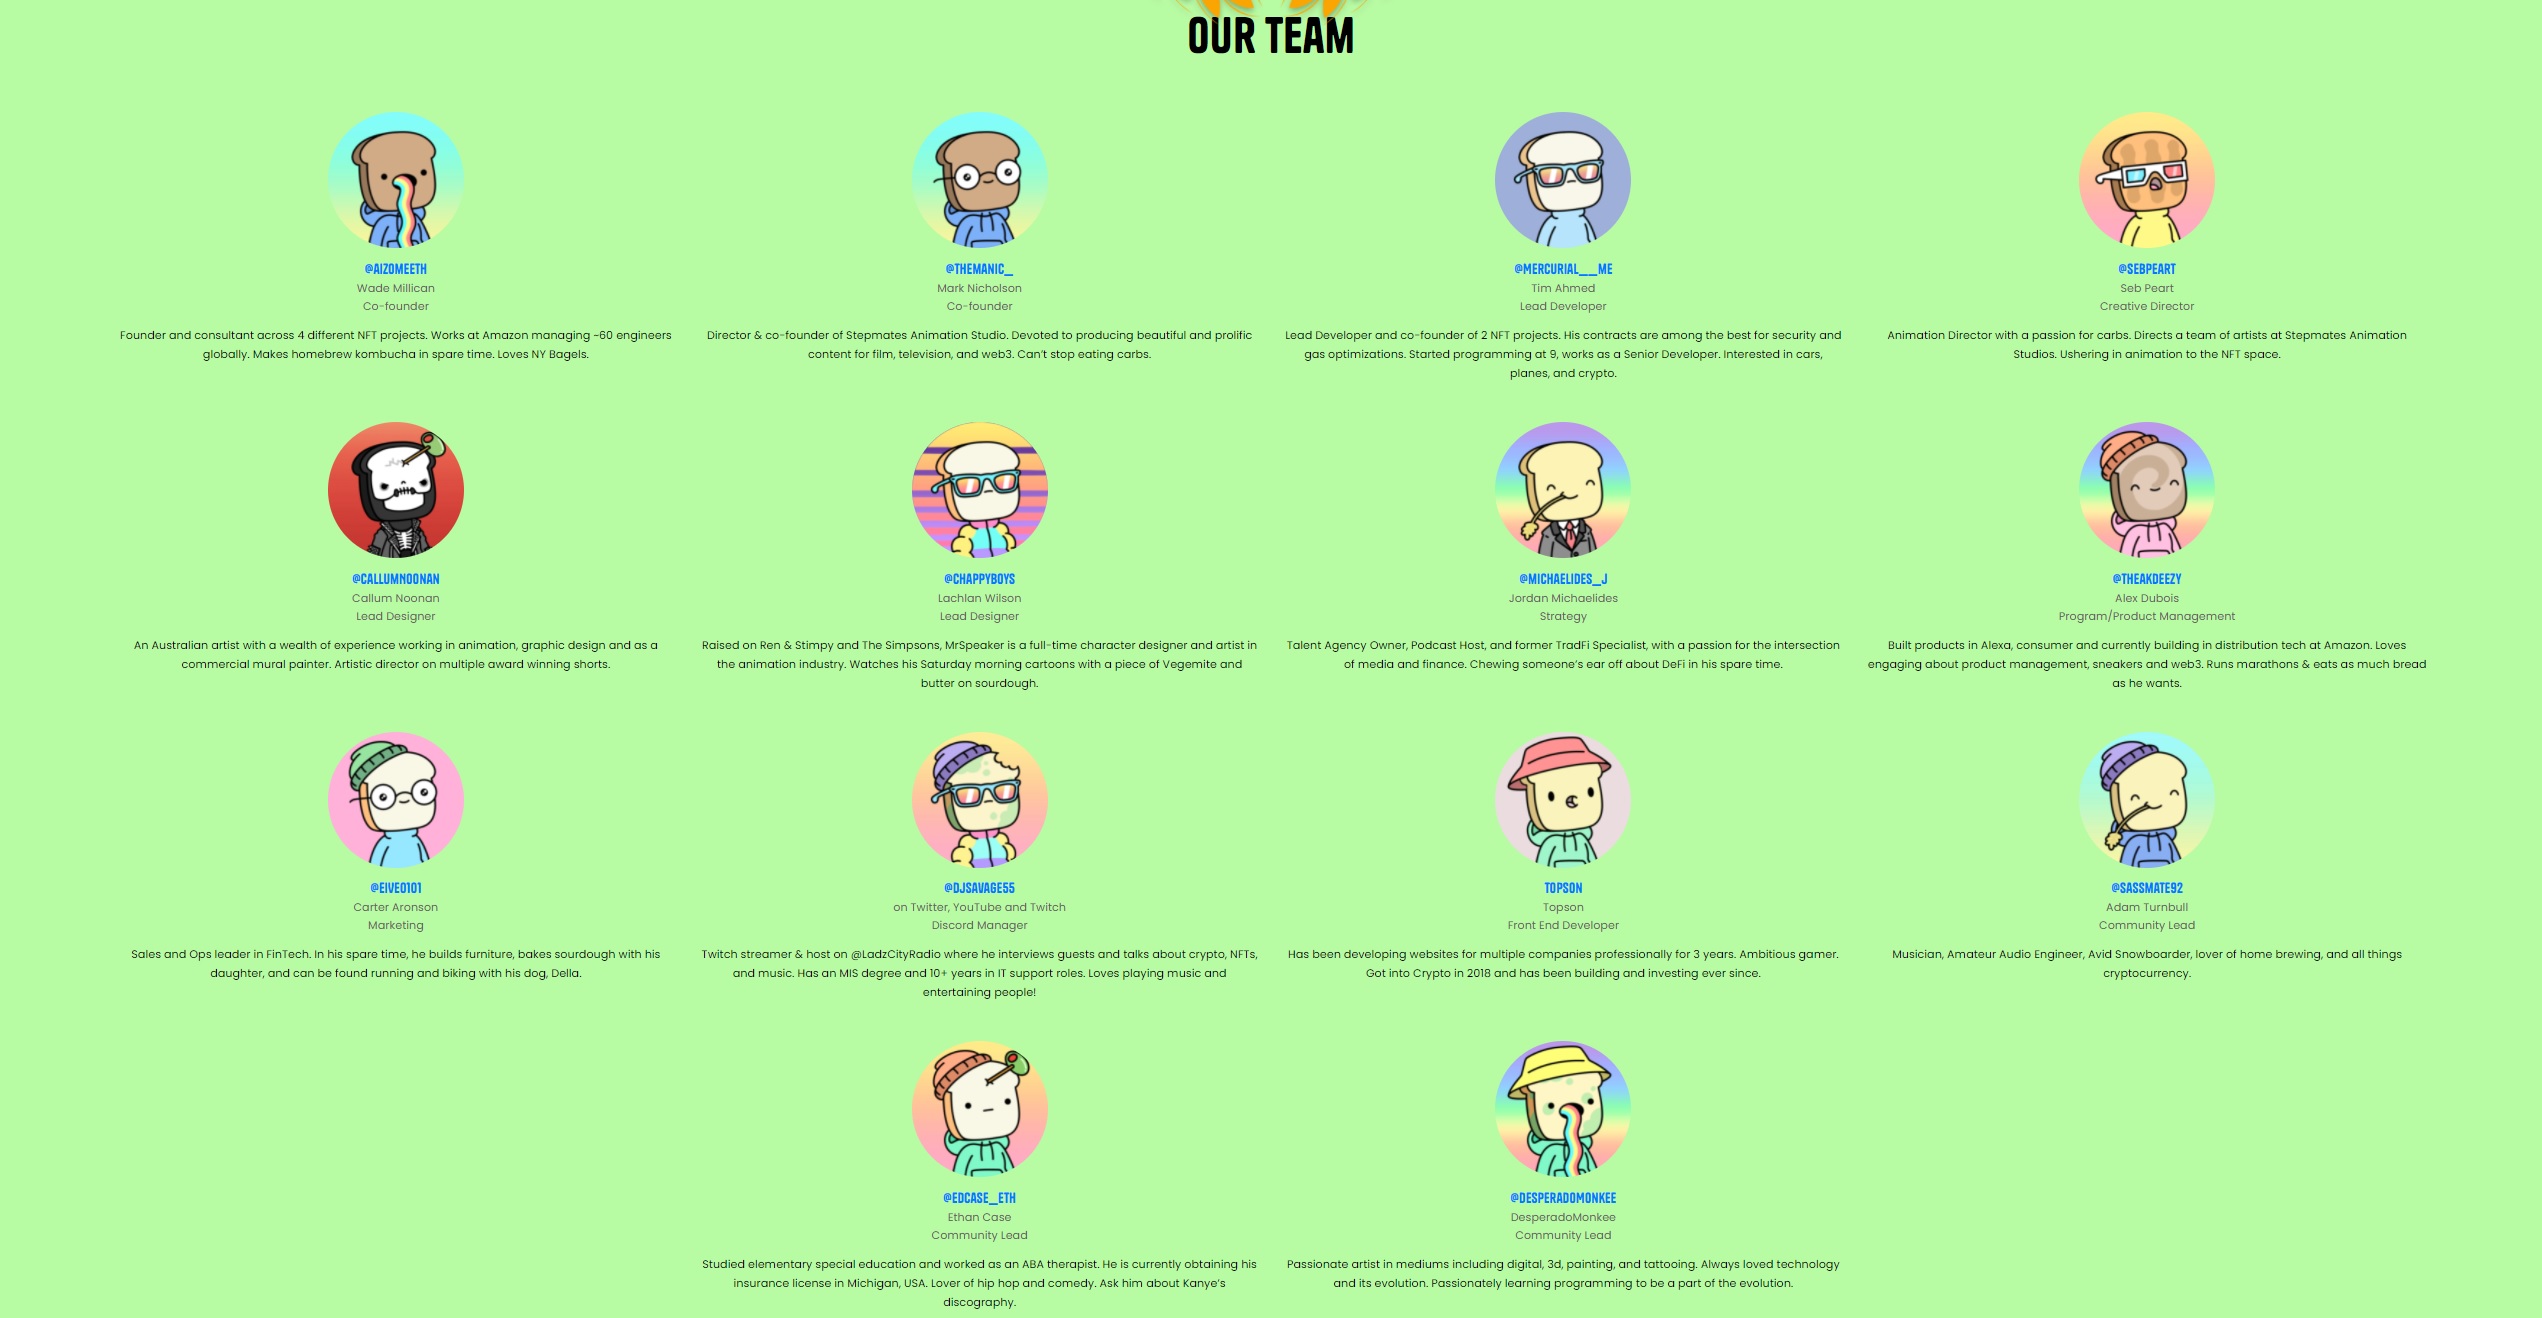 OUR TEAM
@AIZOMEETH
Wade Millican
Co-founder
Founder and consultant across 4 different NFT projects. Works at Amazon managing ~60 engineers
globally. Makes homebrew kombucha in spare time. Loves NY Bagels.
@THEMANIC_
Mark Nicholson
Co-founder
Director & co-founder of Stepmates Animation Studio. Devoted to producing beautiful and prolific
content for film, television, and web3. Can't stop eating carbs.
@MERCURIAL__ME
Tim Ahmed
Lead Developer
Lead Developer and co-founder of 2 NFT projects. His contracts are among the best for security and
gas optimizations. Started programming at 9, works as a Senior Developer. Interested in cars,
planes, and crypto.
@SEBPEART
Seb Peart
Creative Director
Animation Director with a passion for carbs. Directs a team of artists at Stepmates Animation
Studios. Ushering in animation to the NFT space.
@CALLUMNOONAN
Callum Noonan
Lead Designer
An Australian artist with a wealth of experience working in animation, graphic design and as a
commercial mural painter. Artistic director on multiple award winning shorts.
@CHAPPYBOYS
Lachlan Wilson
Lead Designer
Raised on Ren & Stimpy and The Simpsons, MrSpeaker is a full-time character designer and artist in
the animation industry. Watches his Saturday morning cartoons with a piece of Vegemite and
butter on sourdough.
@MICHAELIDES_J
Jordan Michaelides
Strategy
Talent Agency Owner, Podcast Host, and former TradFi Specialist, with a passion for the intersection
of media and finance. Chewing someone's ear off about DeFi in his spare time.
@THEAKDEEZY
Alex Dubois
Program/Product Management
Built products in Alexa, consumer and currently building in distribution tech at Amazon. Loves
engaging about product management, sneakers and web3. Runs marathons & eats as much bread
as he wants.
@EIVE0101
Carter Aronson
Marketing
Sales and Ops leader in FinTech. In his spare time, he builds furniture, bakes sourdough with his
daughter, and can be found running and biking with his dog, Della.
@DJSAVAGE55
on Twitter, YouTube and Twitch
Discord Manager
Twitch streamer & host on @LadzCityRadio where he interviews guests and talks about crypto, NFTs,
and music. Has an MIS degree and 10+ years in IT support roles. Loves playing music and
entertaining people!
TOPSON
Topson
Front End Developer
Has been developing websites for multiple companies professionally for 3 years. Ambitious gamer.
Got into Crypto in 2018 and has been building and investing ever since.
@SASSMATE92
Adam Turnbull
Community Lead
Musician, Amateur Audio Engineer, Avid Snowboarder, lover of home brewing, and all things
cryptocurrency.
@EDCASE_ETH
Ethan Case
Community Lead
Studied elementary special education and worked as an ABA therapist. He is currently obtaining his
insurance license in Michigan, USA. Lover of hip hop and comedy. Ask him about Kanye's
discography.
@DESPERADOMONKEE
DesperadoMonkee
Community Lead
Passionate artist in mediums including digital, 3d, painting, and tattooing. Always loved technology
and its evolution. Passionately learning programming to be a part of the evolution.